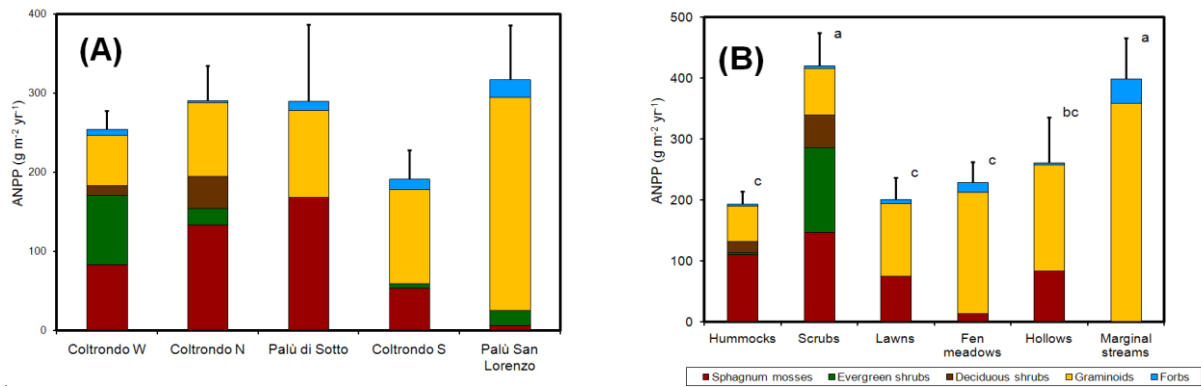 (A)
ANPP (g m⁻² yr⁻¹)
400
300
200
100
0
Coltrondo W
Coltrondo N
Palù di Sotto
Coltrondo S
Palù San
Lorenzo
(B)
ANPP (g m⁻² yr⁻¹)
500
400
300
200
100
0
c
a
c
c
bc
a
Hummocks
Scrubs
Lawns
Fen
meadows
Hollows
Marginal
streams
Sphagnum mosses
Evergreen shrubs
Deciduous shrubs
Graminoids
Forbs